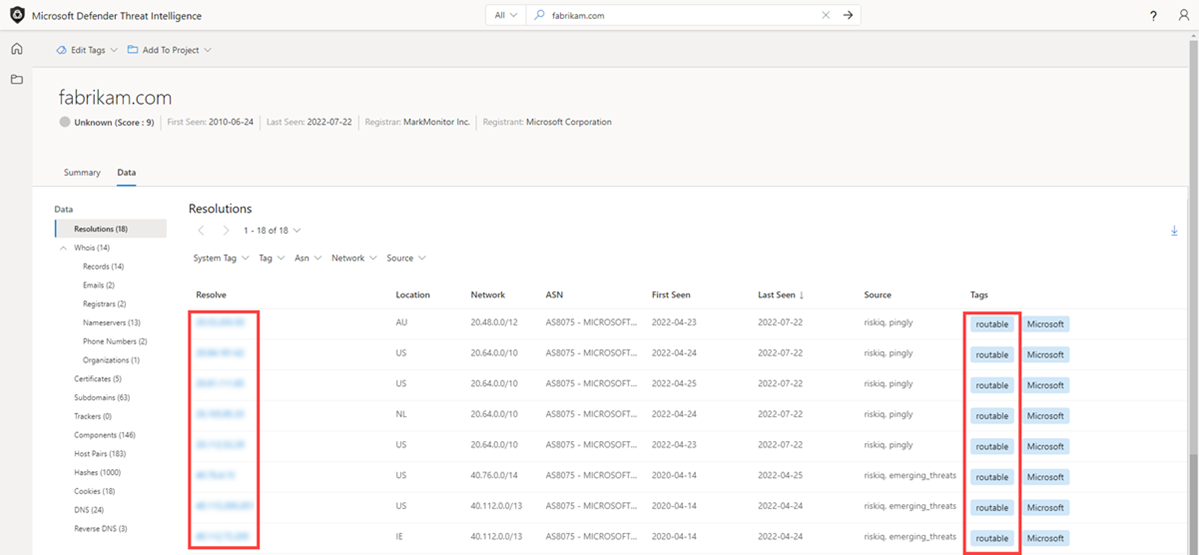 Microsoft Defender Threat Intelligence
All
fabrikam.com
?
Edit Tags
Add To Project
fabrikam.com
Unknown (Score : 9) First Seen: 2010-06-24 Last Seen: 2022-07-22 Registrar: MarkMonitor Inc. Registrant: Microsoft Corporation
Summary Data
Data
Resolutions (18)
Whois (14)
Records (14)
Emails (2)
Registrars (2)
Nameservers (13)
Phone Numbers (2)
Organizations (1)
Certificates (5)
Subdomains (63)
Trackers (0)
Components (146)
Host Pairs (183)
Hashes (1000)
Cookies (18)
DNS (24)
Reverse DNS (3)
Resolutions
1 - 18 of 18
System Tag Tag Asn Network Source
Resolve Location Network ASN First Seen Last Seen ↓ Source Tags
AU 20.48.0.0/12 AS8075 - MICROSOFT... 2022-04-23 2022-07-22 riskiq, pingly routable Microsoft
US 20.64.0.0/10 AS8075 - MICROSOFT... 2022-04-24 2022-07-22 riskiq, pingly routable Microsoft
US 20.64.0.0/10 AS8075 - MICROSOFT... 2022-04-25 2022-07-22 riskiq, pingly routable Microsoft
NL 20.64.0.0/10 AS8075 - MICROSOFT... 2022-04-24 2022-07-22 riskiq, pingly routable Microsoft
US 20.64.0.0/10 AS8075 - MICROSOFT... 2022-04-23 2022-07-22 riskiq, pingly routable Microsoft
US 40.76.0.0/14 AS8075 - MICROSOFT... 2020-04-14 2022-04-25 riskiq, emerging_threats routable Microsoft
US 40.112.0.0/13 AS8075 - MICROSOFT... 2020-04-14 2022-04-24 riskiq, emerging_threats routable Microsoft
IE 40.112.0.0/13 AS8075 - MICROSOFT... 2020-04-14 2022-04-24 riskiq, emerging_threats routable Microsoft